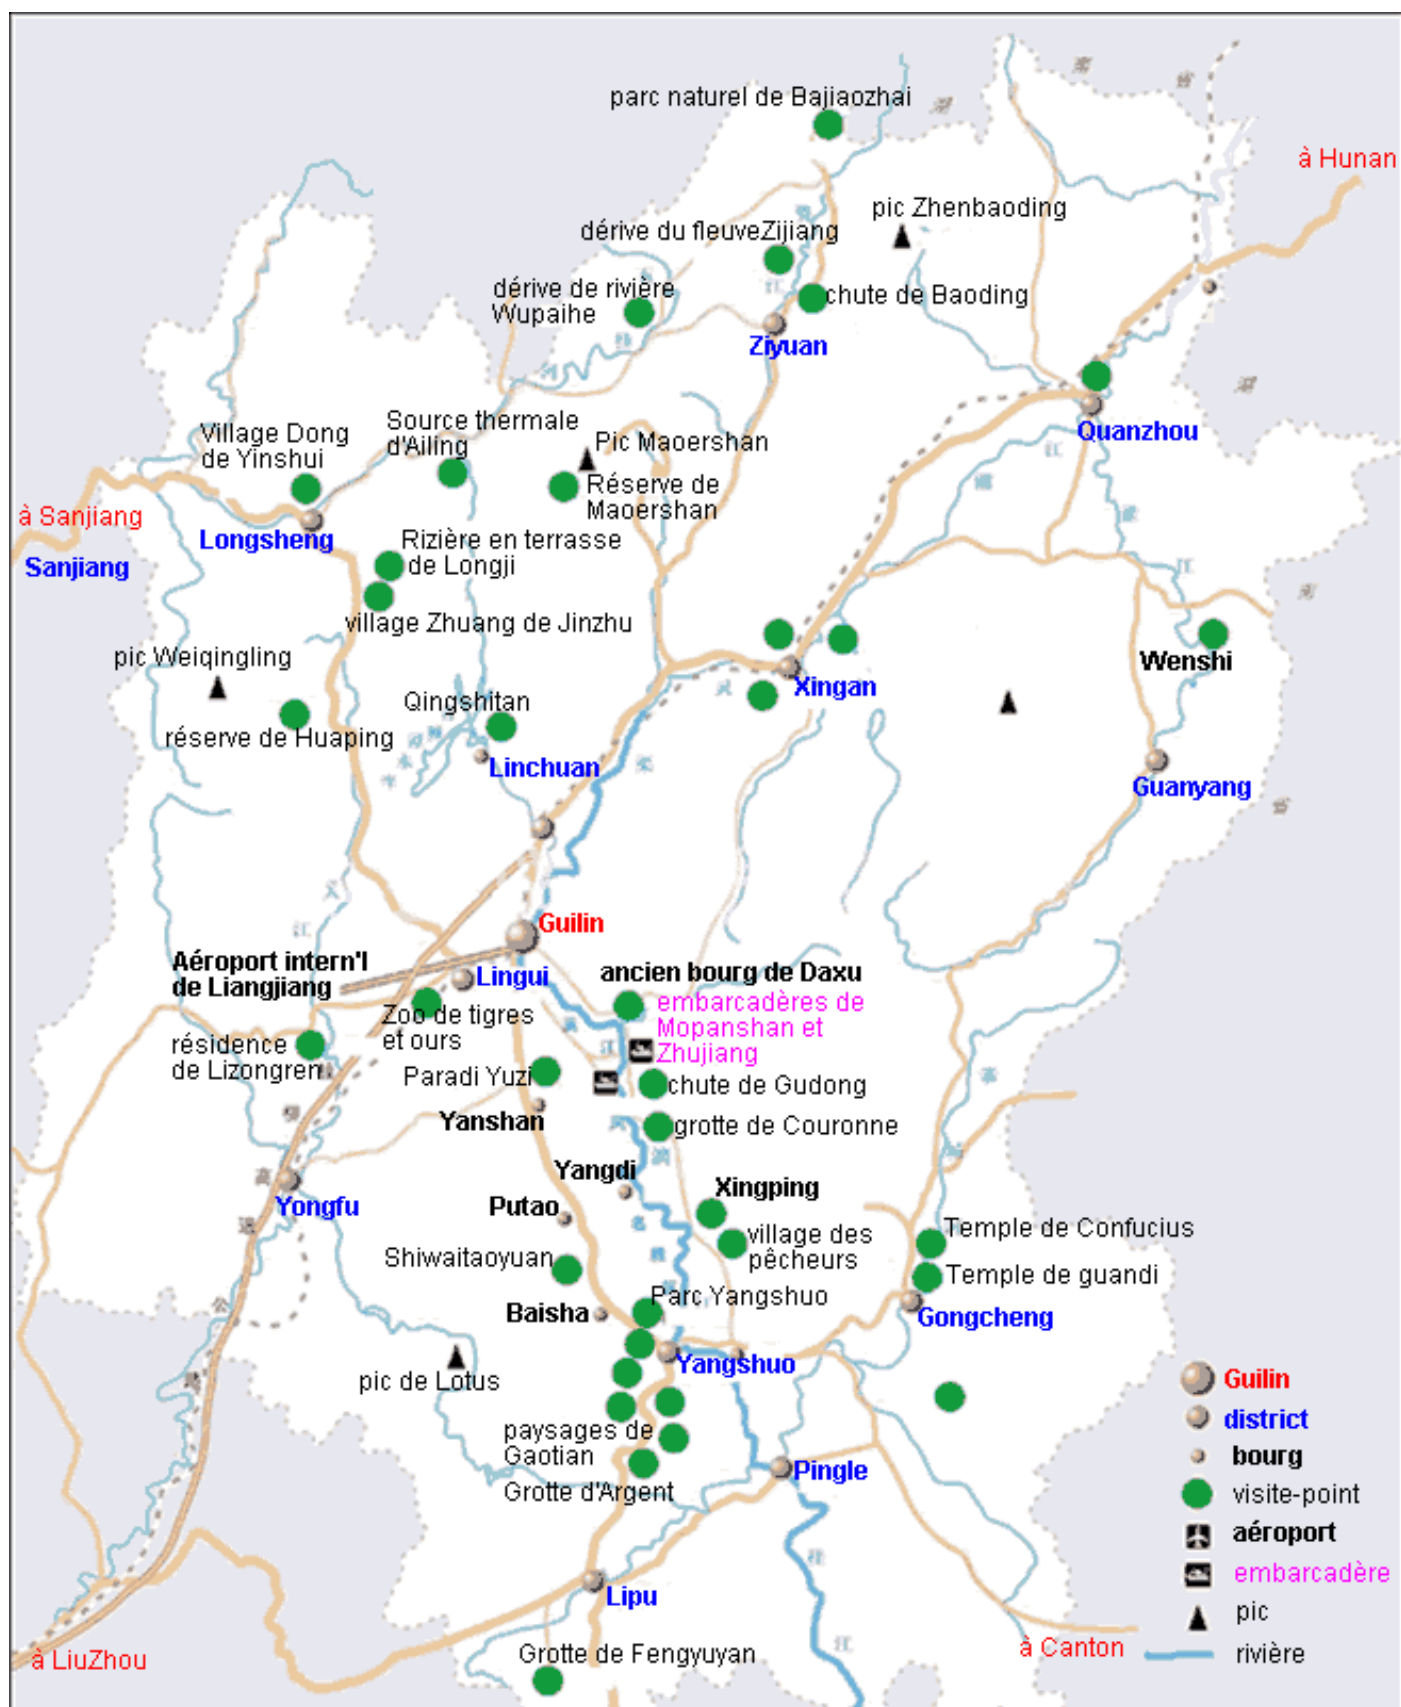 parc naturel de Bajiaozhai
à Hunan
pic Zhenbaoding
dérive du fleuveZijiang
dérive de rivière
Wupaihe
chute de Baoding
Ziyuan
Source thermale
d'Ailing
Village Dong
de Yinshui
Pic Maoershan
Quanzhou
Réserve de
Maoershan
à Sanjiang
Longsheng
Sanjiang
Rizière en terrasse
de Longji
village Zhuang de Jinzhu
pic Weiqingling
Wenshi
Xingan
Qingshitan
réserve de Huaping
Linchuan
Guanyang
Guilin
Aéroport intern'l
de Liangjiang
Lingui
ancien bourg de Daxu
embarcadères de
Mopanshan et
Zhujiang
Zoo de tigres
et ours
résidence
de Lizongren
Paradi Yuzi
chute de Gudong
Yanshan
grotte de Couronne
Yangdi
Xingping
Yongfu
Putao
village des
pêcheurs
Temple de Confucius
Shiwaitaoyuan
Temple de guandi
Parc Yangshuo
Baisha
Gongcheng
Yangshuo
pic de Lotus
Guilin
district
paysages de
Gaotian
bourg
Pingle
Grotte d'Argent
visite-point
aéroport
embarcadère
Lipu
pic
à LiuZhou
Grotte de Fengyuyan
à Canton
rivière